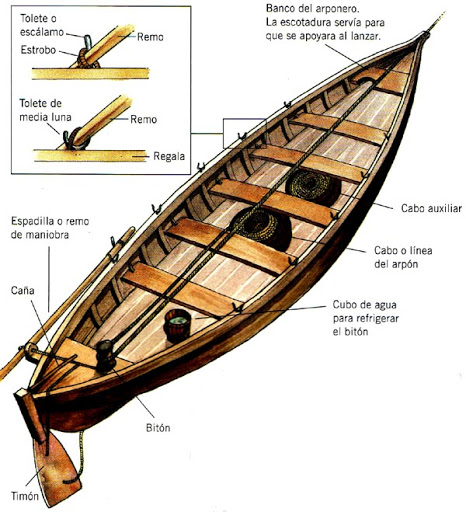 Tolete o
escálamo
Estrobo
Remo
Tolete de
media luna
Remo
Regala
Banco del arponero.
La escotadura servía para
que se apoyara al lanzar.
Espadilla o remo
de maniobra
Caña
Cabo auxiliar
Cabo o línea
del arpón
Cubo de agua
para refrigerar
el bitón
Bitón
Timón